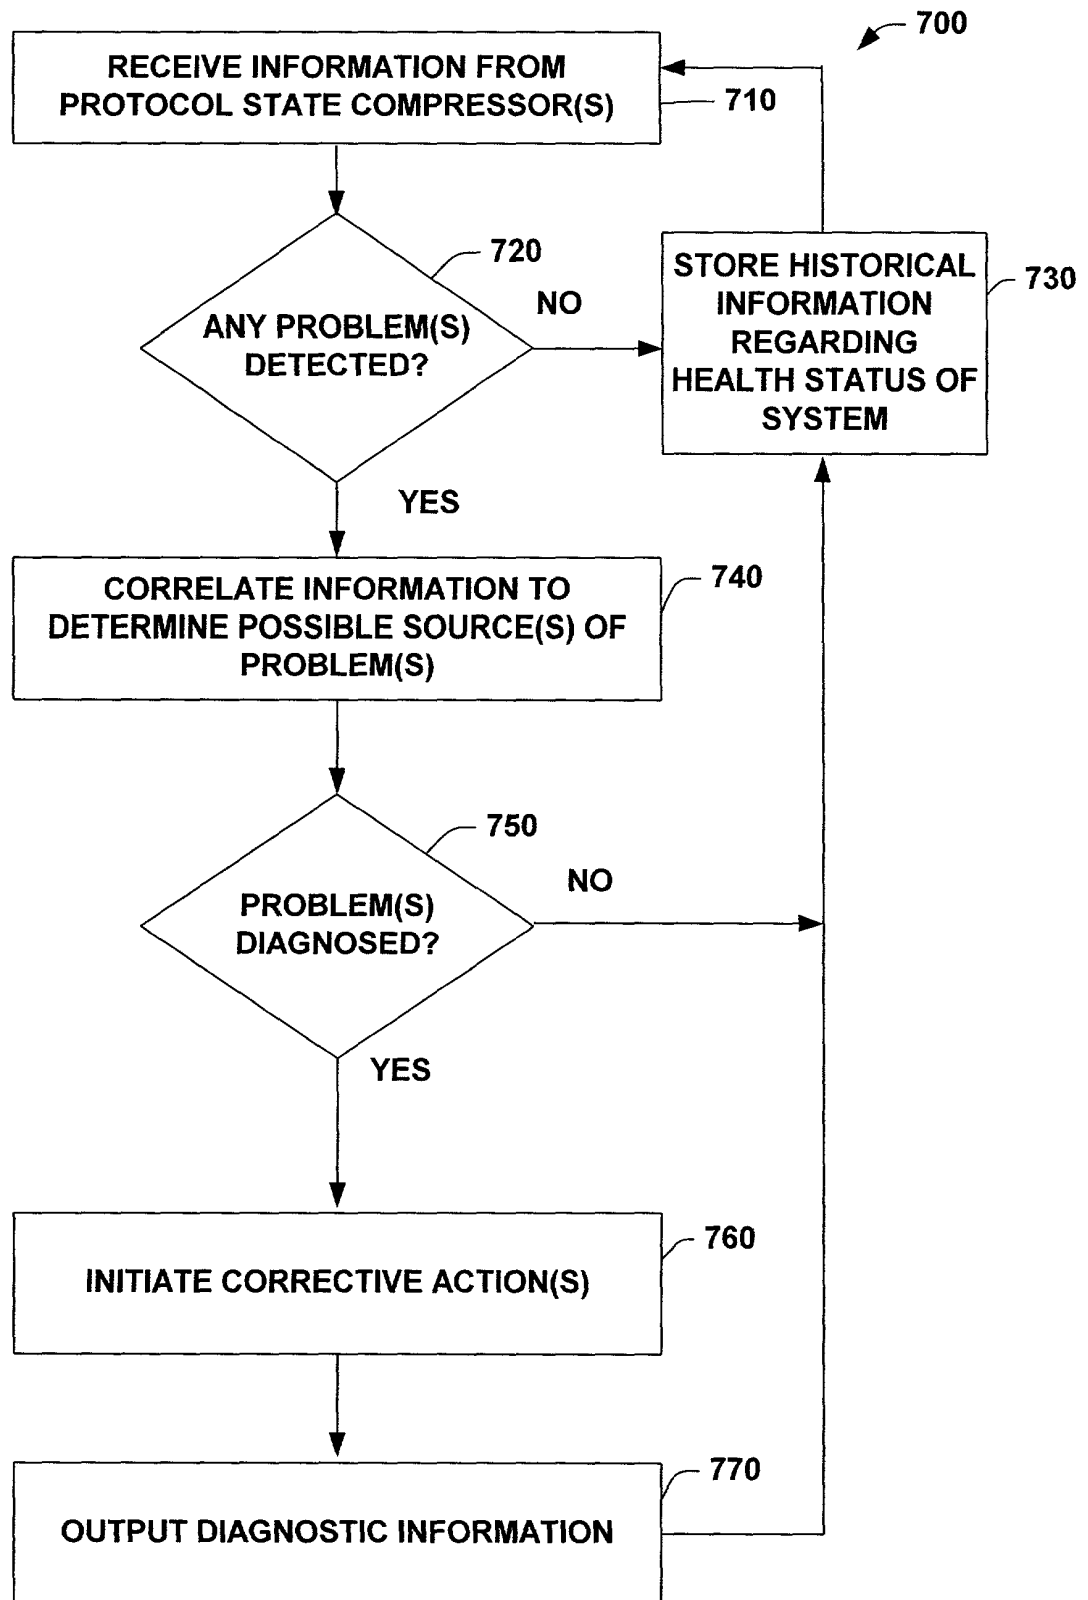 700
RECEIVE INFORMATION FROM
PROTOCOL STATE COMPRESSOR(S)
710
720
ANY PROBLEM(S)
DETECTED?
NO
STORE HISTORICAL
INFORMATION
REGARDING
HEALTH STATUS OF
SYSTEM
730
YES
CORRELATE INFORMATION TO
DETERMINE POSSIBLE SOURCE(S) OF
PROBLEM(S)
740
750
PROBLEM(S)
DIAGNOSED?
NO
YES
INITIATE CORRECTIVE ACTION(S)
760
OUTPUT DIAGNOSTIC INFORMATION
770